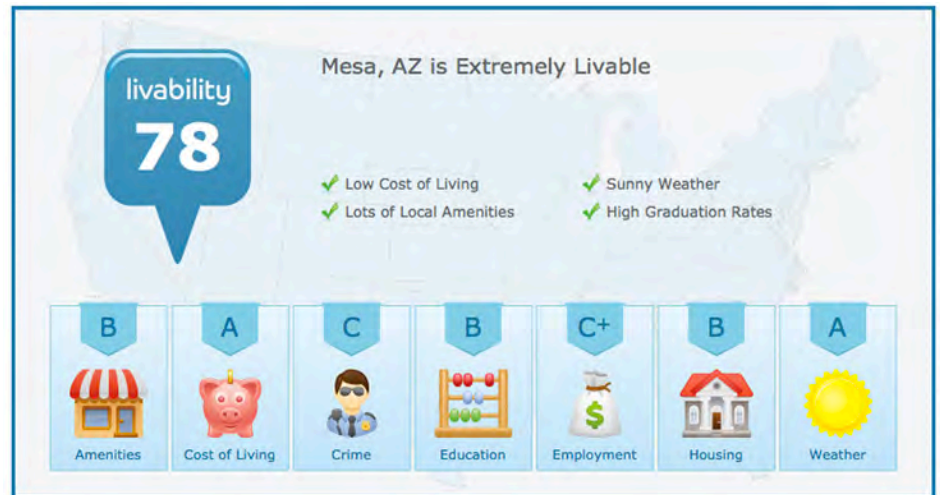 livability
78
Mesa, AZ is Extremely Livable
Low Cost of Living
Sunny Weather
Lots of Local Amenities
High Graduation Rates
B
A
C
B
C+
B
A
$
Amenities
Cost of Living
Crime
Education
Employment
Housing
Weather